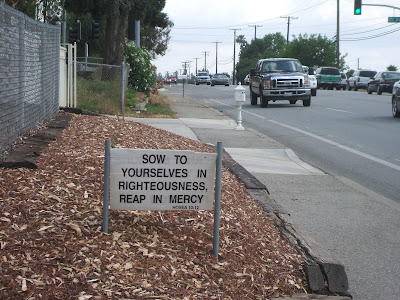 SOW TO
YOURSELVES IN
RIGHTEOUSNESS,
REAP IN MERCY
HOSEA 10:12